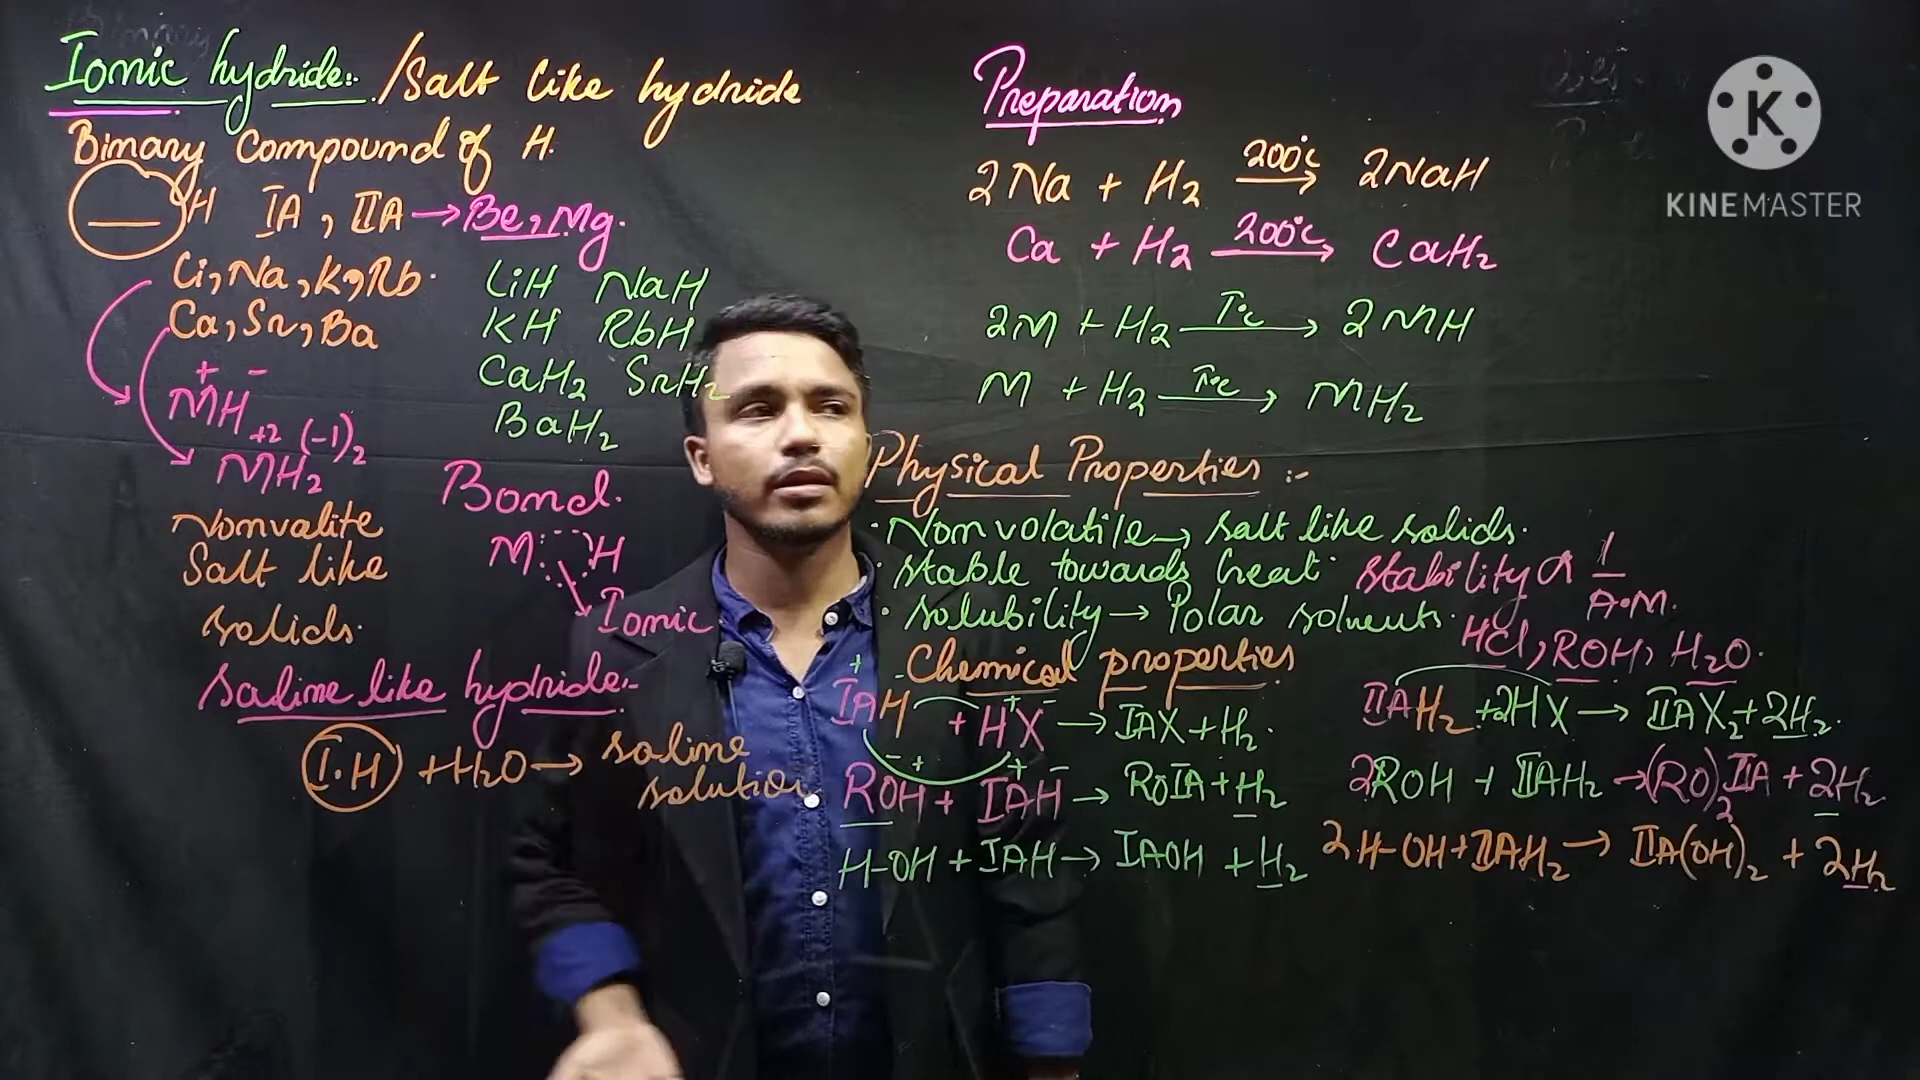 Ionic hydride:- /Salt like hydride
Binary Compound of H.
H IA, IIA → Be, Mg.
Li, Na, K, Rb.
Ca, Sr, Ba
LiH NaH
KH RbH
CaH2 SrH2
BaH2
+ -
MH
+2 (-1)2
MH2
Nonvalite
Salt like
solids.
Bond.
M H
Ionic
Saline like hydride:-
I.H + H2O → saline
solution
Preparation
2Na + H2 200°c → 2NaH
Ca + H2 200°c → CaH2
2M + H2 T°c → 2MH
M + H2 T°c → MH2
Physical Properties :-
· Non volatile → salt like solids.
· Stable towards heat. Stability α 1/A.M.
· Solubility → Polar solvents.
HCl, ROH, H2O.
Chemical properties
+ - + -
IAH + HX → IAX + H2.
- + + -
ROH + IAH → ROIA + H2
H-OH + IAH → IAOH + H2
IIAH2 + 2HX → IIAX2 + 2H2.
2ROH + IIAH2 → (RO)2IIA + 2H2
2H-OH + IIAH2 → IIA(OH)2 + 2H2
K
KINEMASTER